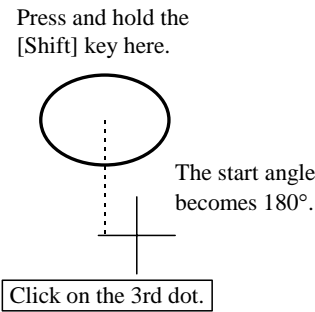 Press and hold the
[Shift] key here.
The start angle
becomes 180°.
Click on the 3rd dot.